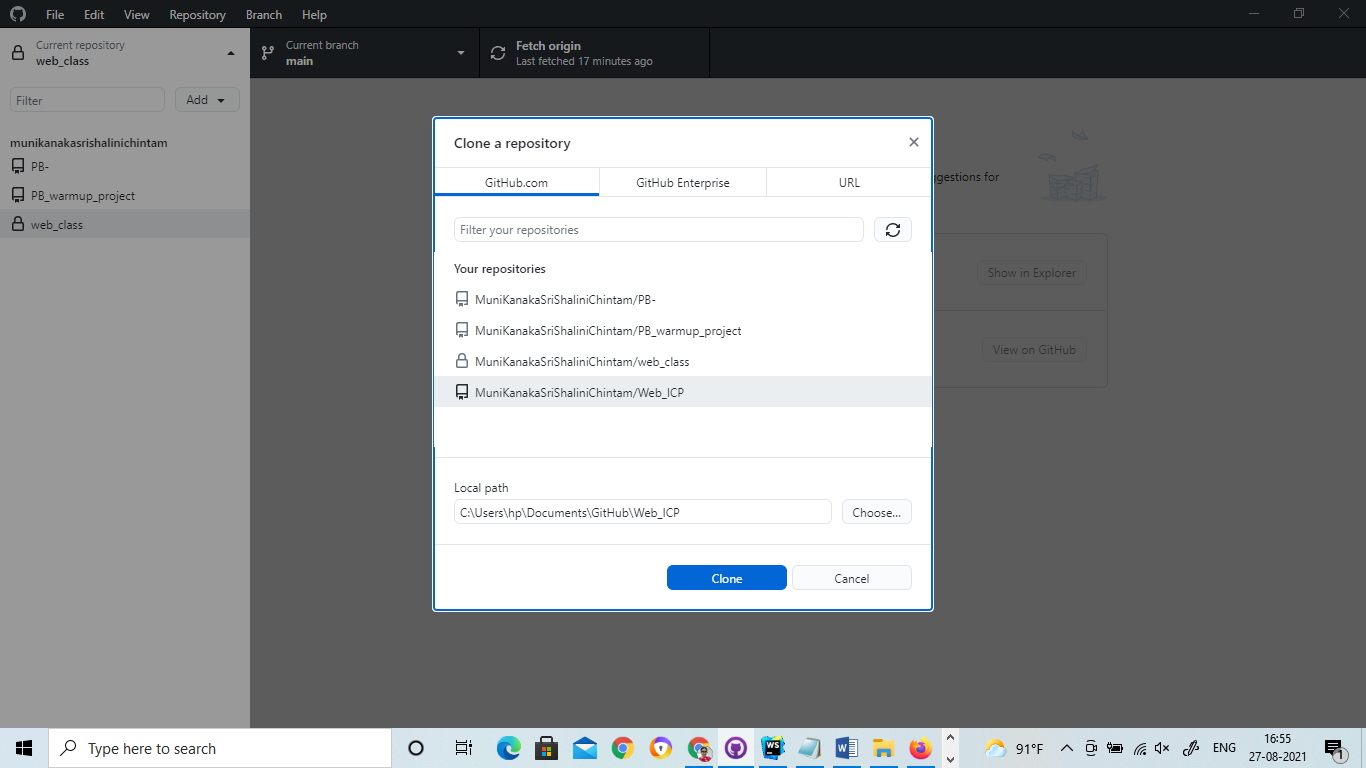 File Edit View Repository Branch Help
Current repository
web_class
Current branch
main
Fetch origin
Last fetched 17 minutes ago
Filter
Add
munikanakasrishalinichintam
PB-
PB_warmup_project
web_class
Clone a repository
GitHub.com GitHub Enterprise URL
Filter your repositories
Your repositories
MuniKanakaSriShaliniChintam/PB-
MuniKanakaSriShaliniChintam/PB_warmup_project
MuniKanakaSriShaliniChintam/web_class
MuniKanakaSriShaliniChintam/Web_ICP
Local path
C:\Users\hp\Documents\GitHub\Web_ICP
Choose...
Clone Cancel
ggestions for
Show in Explorer
View on GitHub
Type here to search
WS
91°F
ENG
16:55
27-08-2021
1